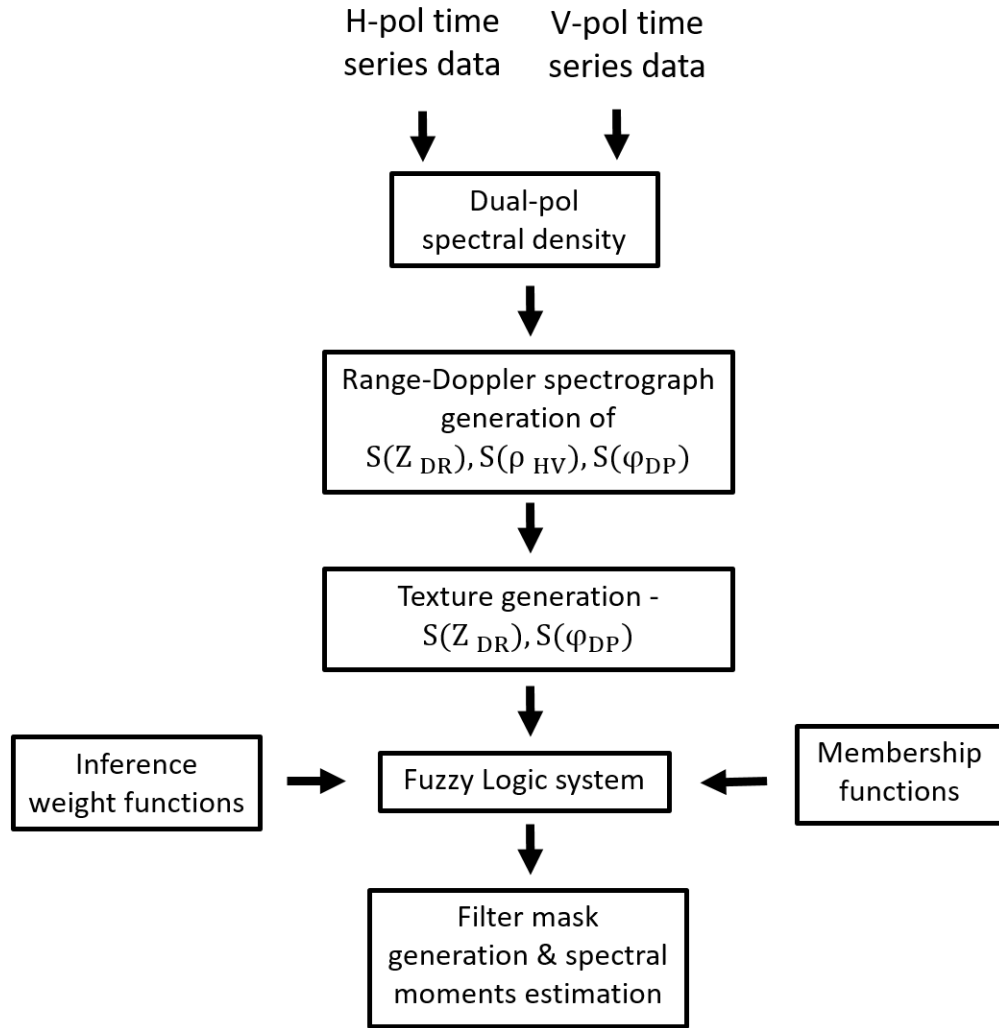 H-pol time
series data
V-pol time
series data
Dual-pol
spectral density
Range-Doppler spectrograph
generation of
S(Z DR), S(ρ HV), S(φDP)
Texture generation -
S(Z DR), S(φDP)
Inference
weight functions
Fuzzy Logic system
Membership
functions
Filter mask
generation & spectral
moments estimation